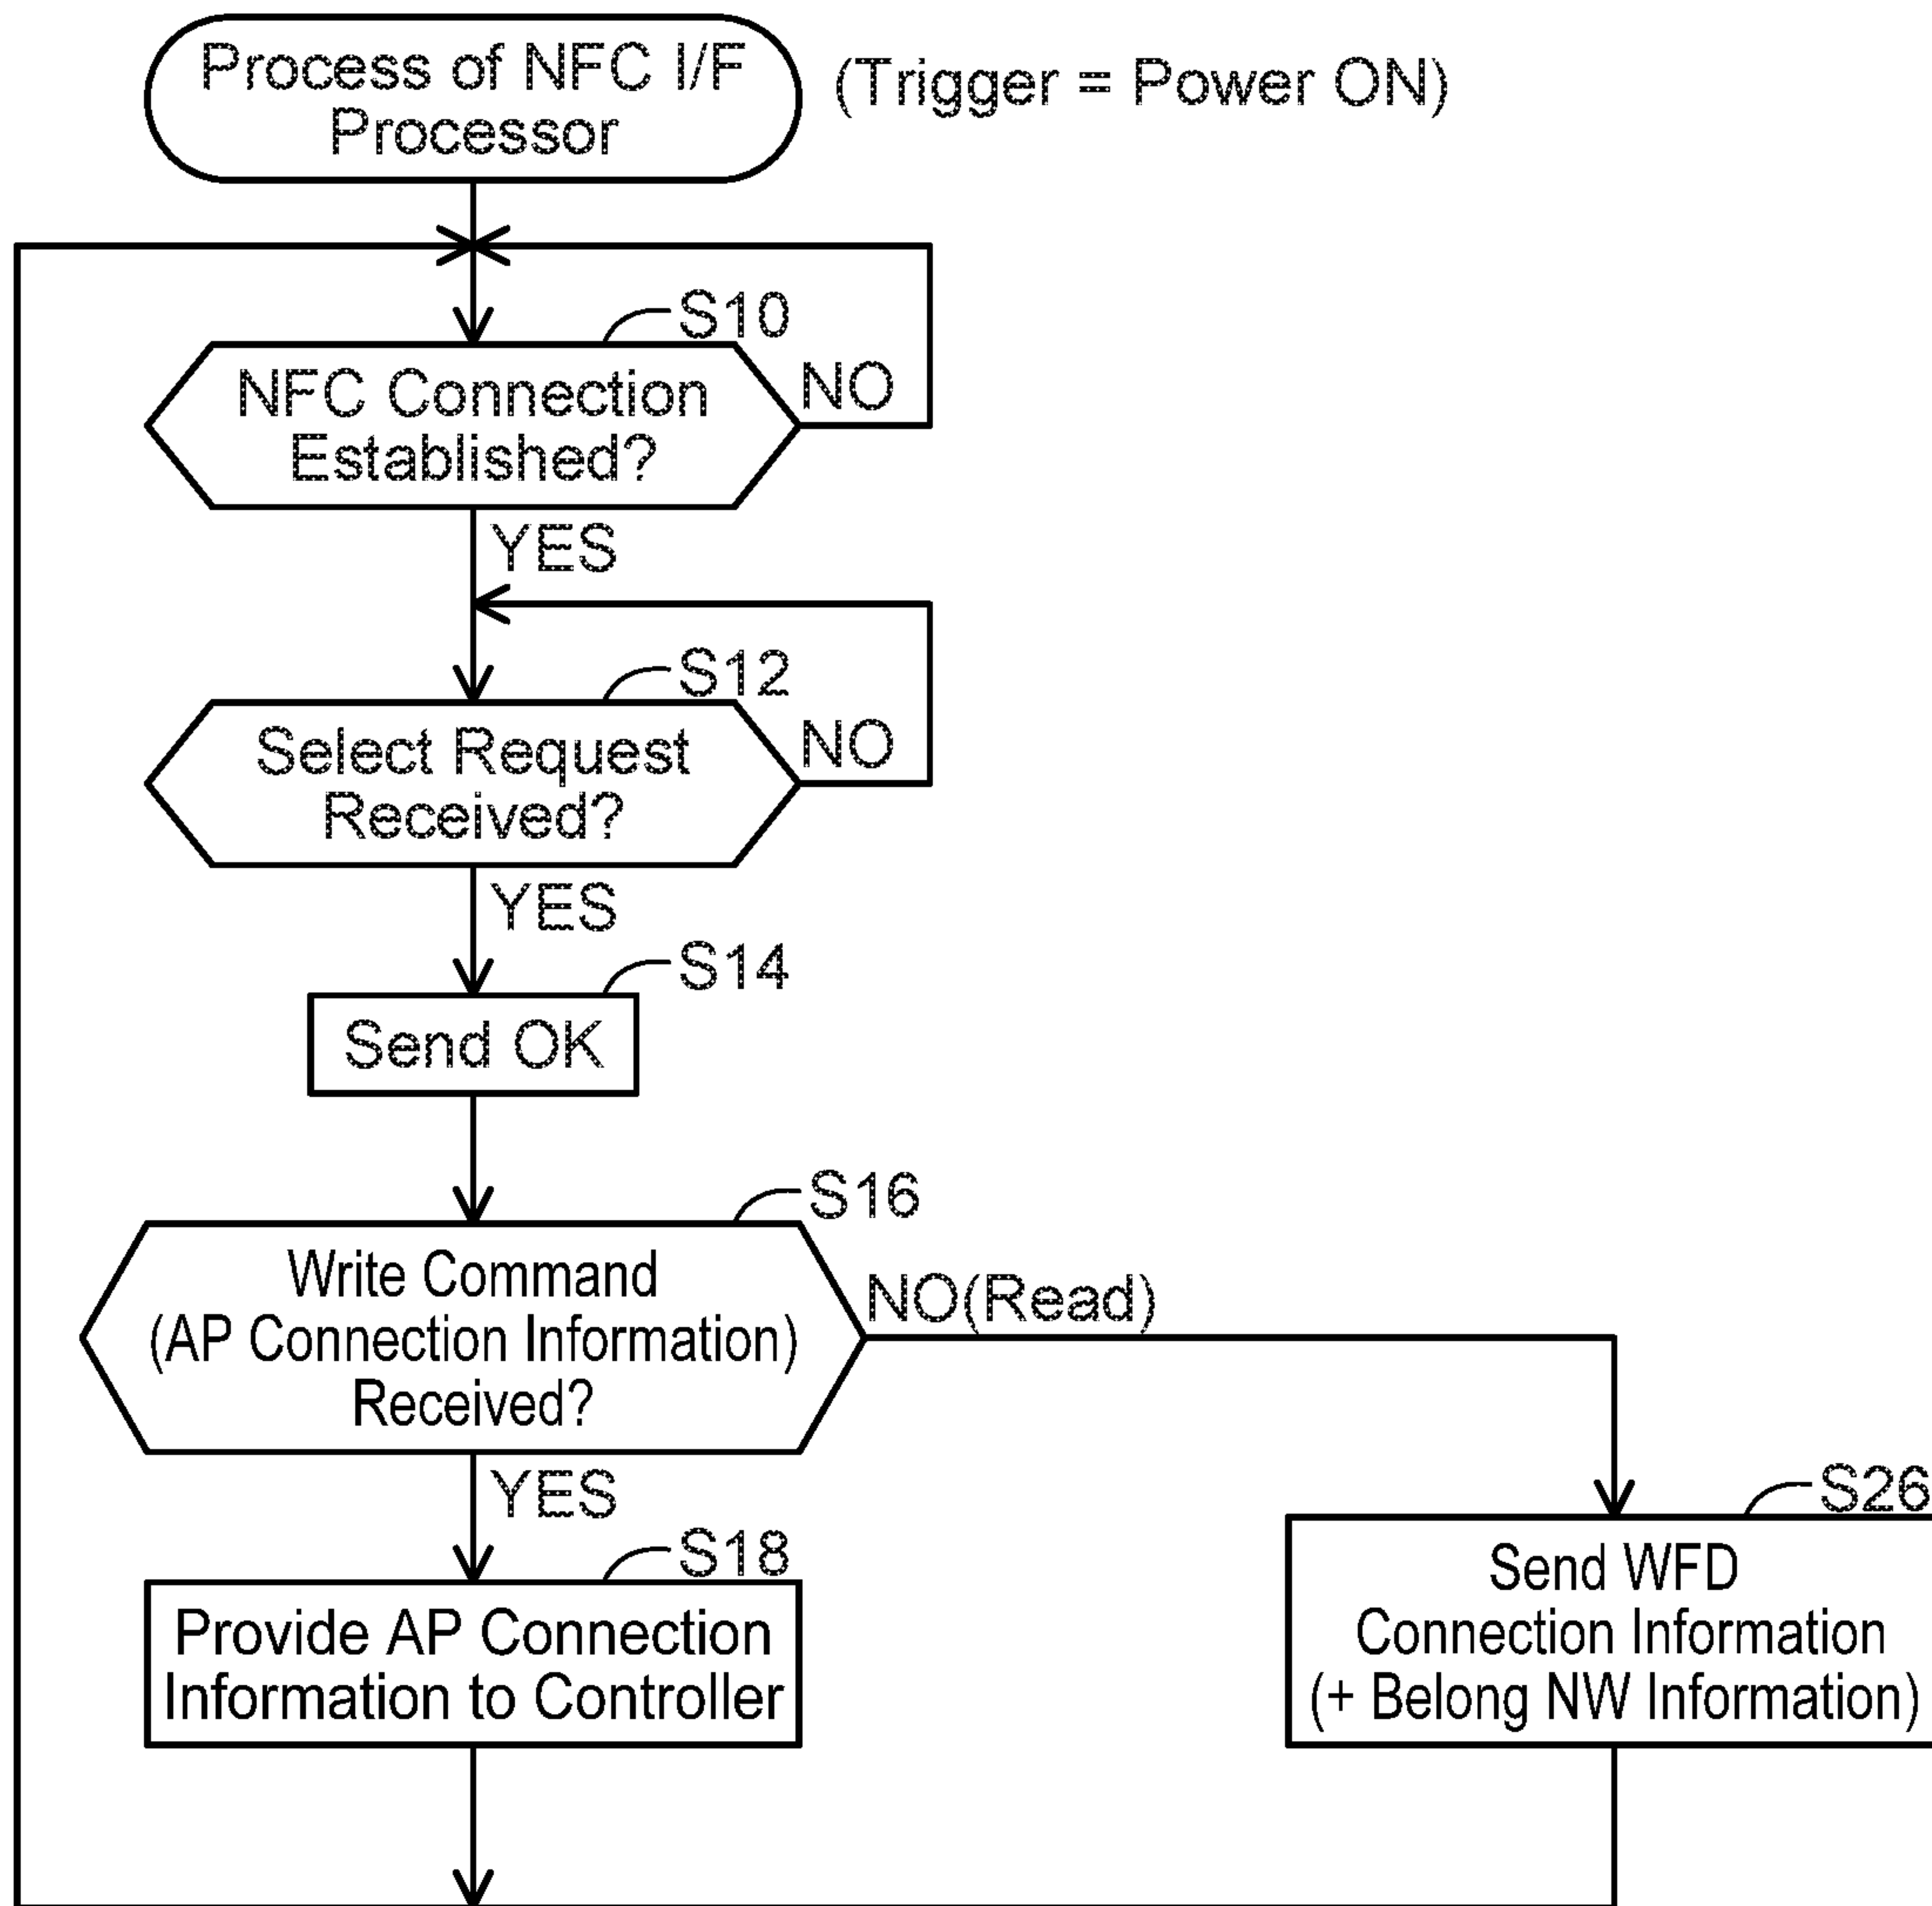 Process of NFC I/F
Processor
(Trigger = Power ON)
S10
NFC Connection
Established?
NO
YES
S12
Select Request
Received?
NO
YES
S14
Send OK
S16
Write Command
(AP Connection Information)
Received?
NO(Read)
YES
S18
Provide AP Connection
Information to Controller
S26
Send WFD
Connection Information
(+ Belong NW Information)